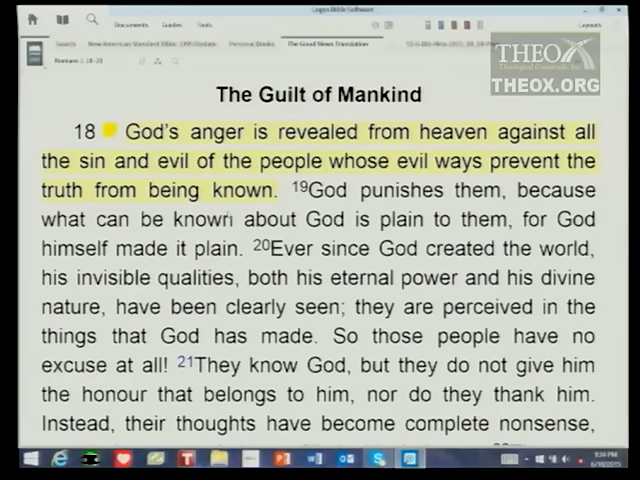 Logos Bible Software
Documents Guides Tools Layouts
Search New American Standard Bible: 1995 Update Personal Books The Good News Translation
Romans 1:18-20
THEOX
THEOX.ORG
The Guilt of Mankind
18 God's anger is revealed from heaven against all
the sin and evil of the people whose evil ways prevent the
truth from being known. 19God punishes them, because
what can be known about God is plain to them, for God
himself made it plain. 20Ever since God created the world,
his invisible qualities, both his eternal power and his divine
nature, have been clearly seen; they are perceived in the
things that God has made. So those people have no
excuse at all! 21They know God, but they do not give him
the honour that belongs to him, nor do they thank him.
Instead, their thoughts have become complete nonsense,
9:34 PM
6/10/2015